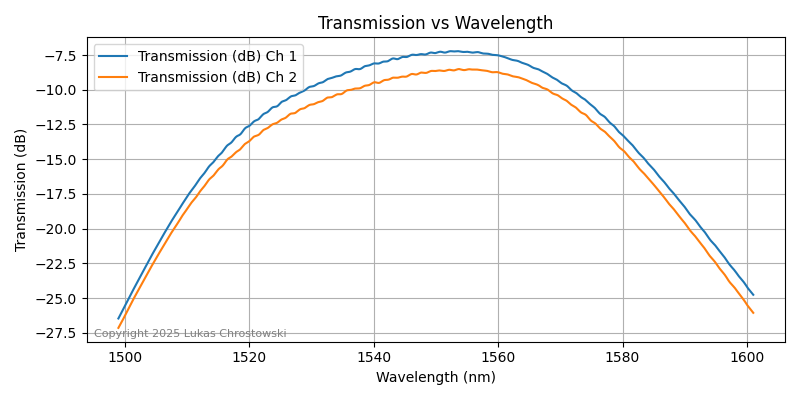 Transmission vs Wavelength
Transmission (dB) Ch 1
Transmission (dB) Ch 2
Transmission (dB)
−7.5
−10.0
−12.5
−15.0
−17.5
−20.0
−22.5
−25.0
−27.5
Copyright 2025 Lukas Chrostowski
1500 1520 1540 1560 1580 1600
Wavelength (nm)